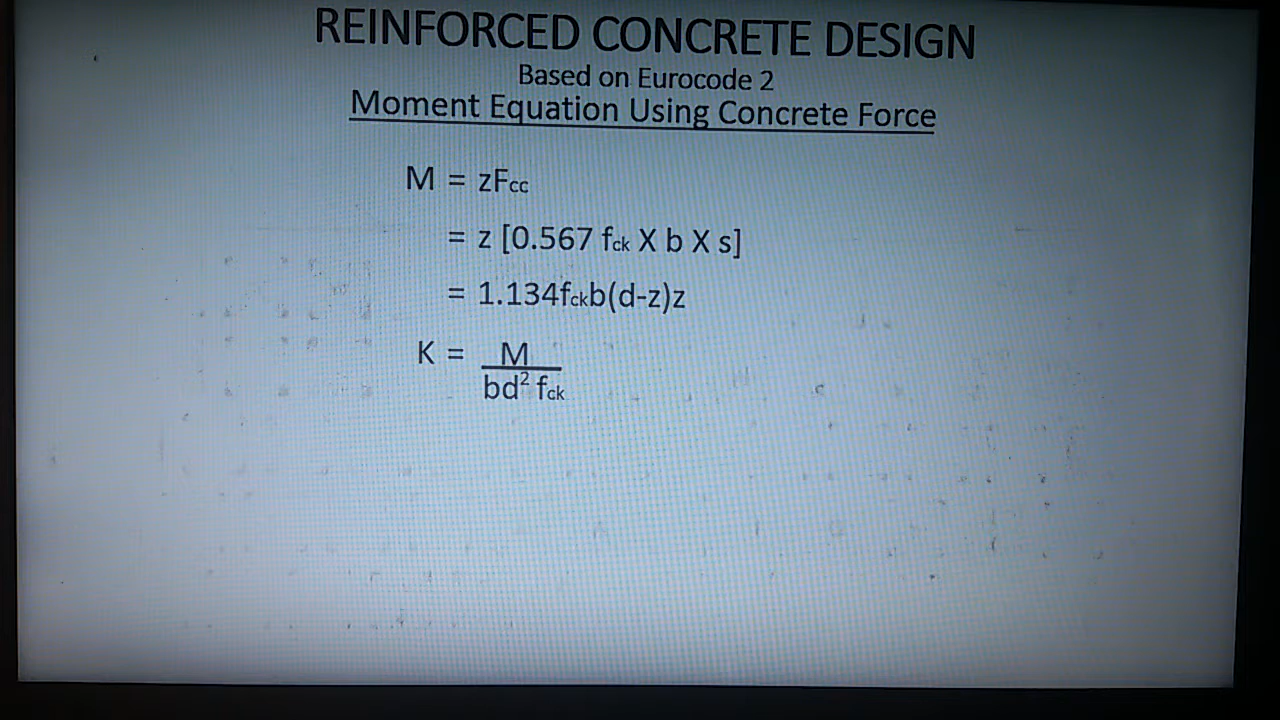 REINFORCED CONCRETE DESIGN
Based on Eurocode 2
Moment Equation Using Concrete Force
M = zFcc
= z [0.567 fck X b X s]
= 1.134fckb(d-z)z
K = M
bd² fck